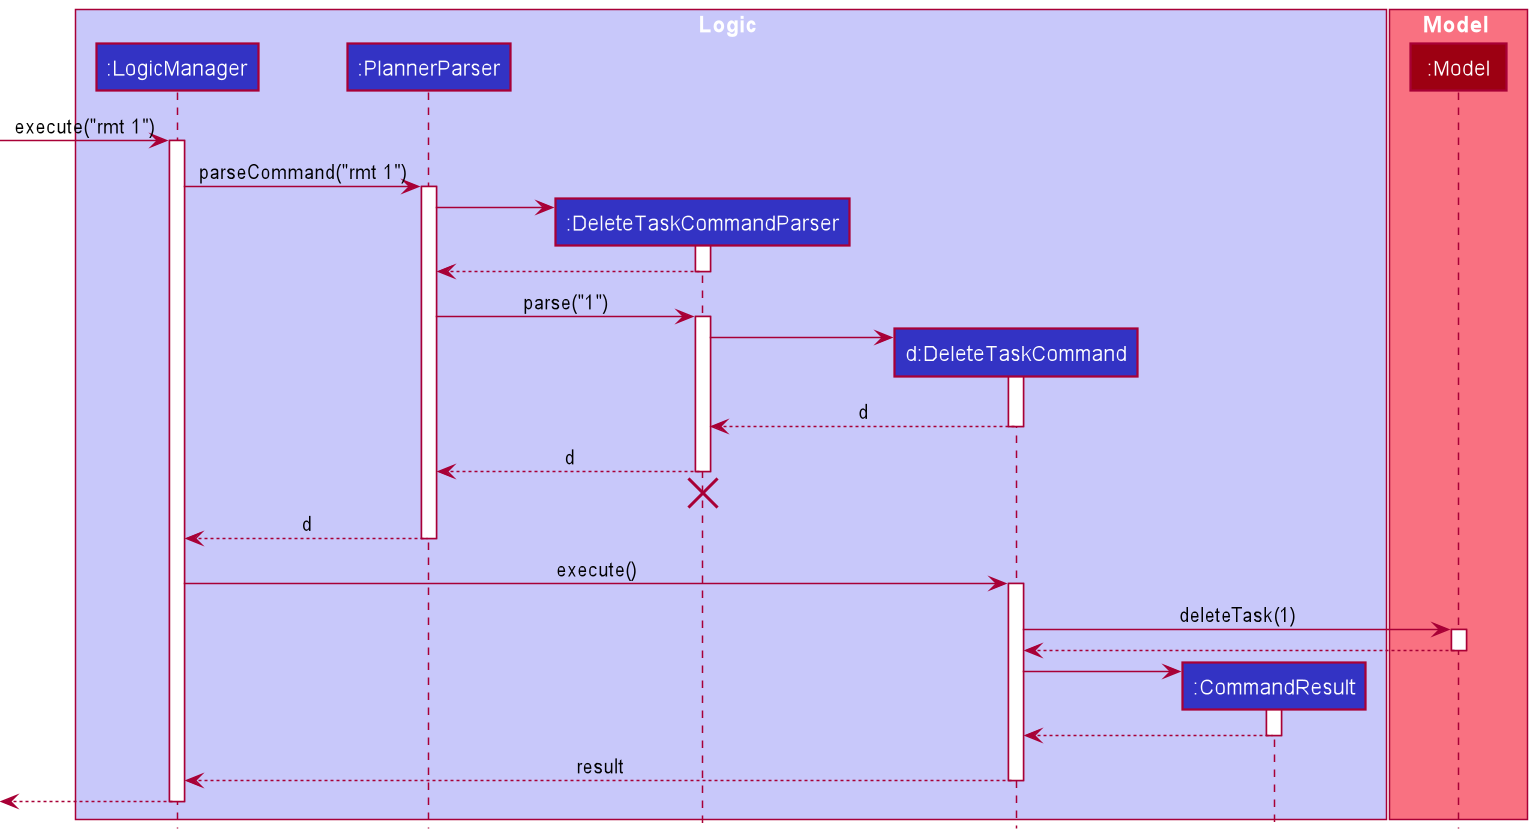 Logic
Model
:LogicManager
:PlannerParser
:Model
execute("rmt 1")
parseCommand("rmt 1")
:DeleteTaskCommandParser
parse("1")
d:DeleteTaskCommand
d
d
d
execute()
deleteTask(1)
:CommandResult
result